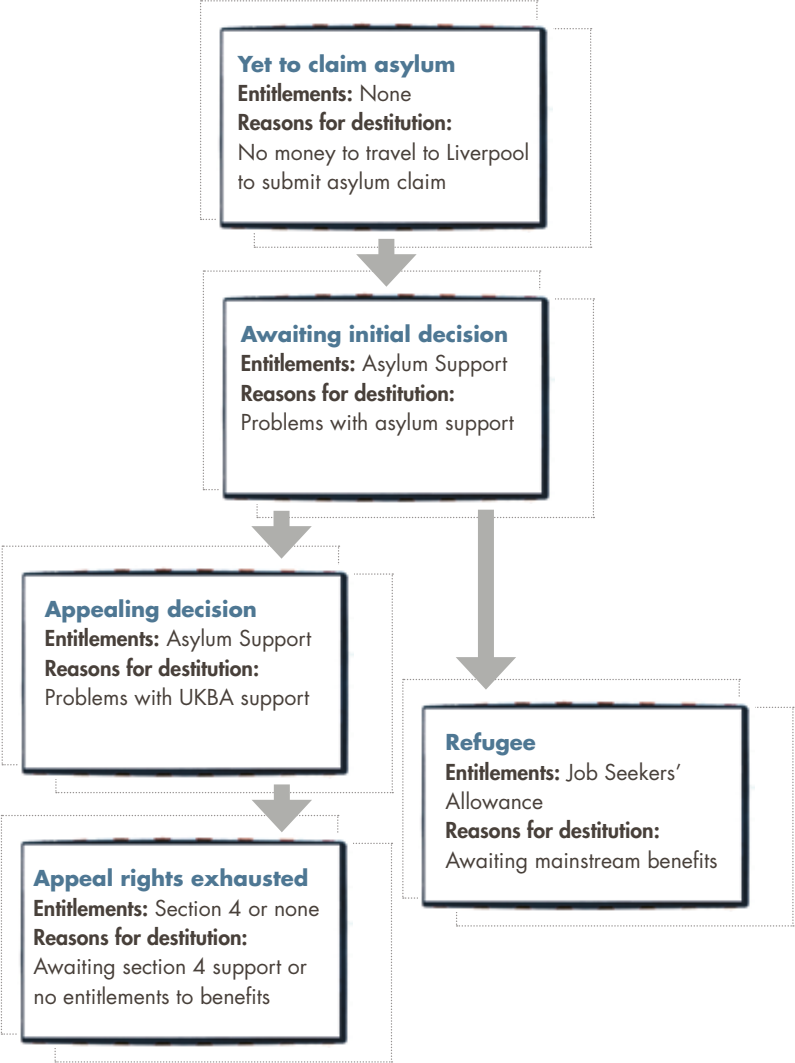 Yet to claim asylum
Entitlements: None
Reasons for destitution:
No money to travel to Liverpool
to submit asylum claim
Awaiting initial decision
Entitlements: Asylum Support
Reasons for destitution:
Problems with asylum support
Appealing decision
Entitlements: Asylum Support
Reasons for destitution:
Problems with UKBA support
Refugee
Entitlements: Job Seekers’
Allowance
Reasons for destitution:
Awaiting mainstream benefits
Appeal rights exhausted
Entitlements: Section 4 or none
Reasons for destitution:
Awaiting section 4 support or
no entitlements to benefits